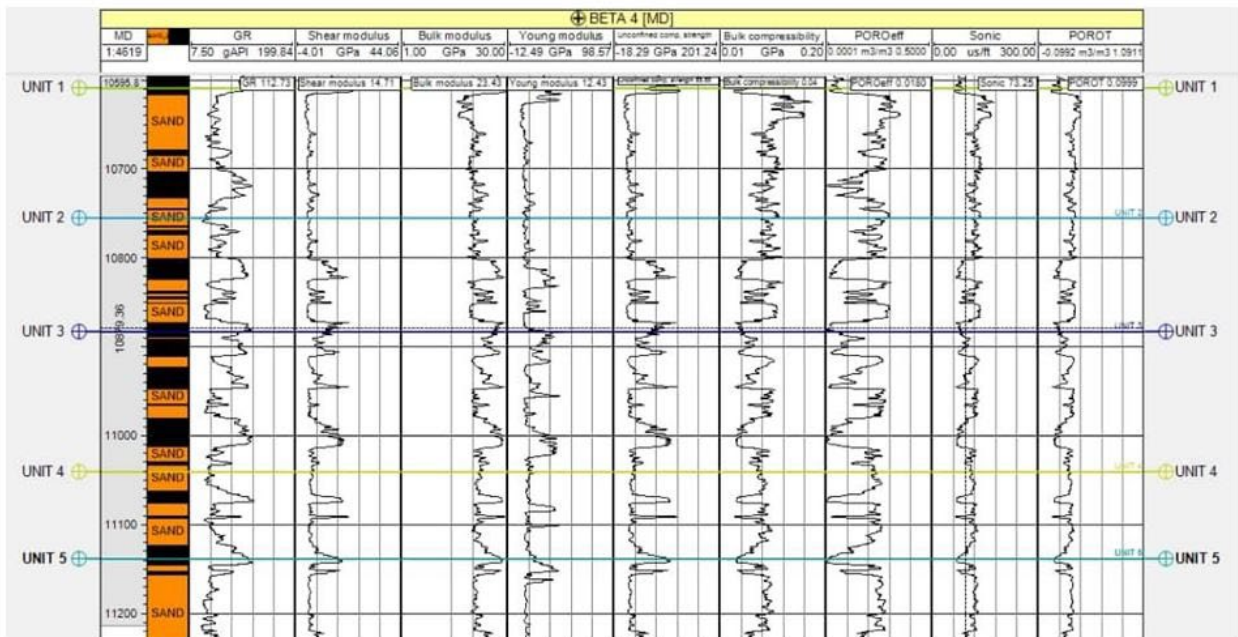 BETA 4 [MD]
MD GR Shear modulus Bulk modulus Young modulus Unconfined comp. strength Bulk compressibility POROeff Sonic POROT
1:4619 7.50 gAPI 199.84 -4.01 GPa 44.06 1.00 GPa 30.00 -12.49 GPa 98.57 -18.29 GPa 201.24 0.01 GPa 0.20 0.0001 m3/m3 0.5000 0.00 us/ft 300.00 -0.0992 m3/m3 1.0911
UNIT 1 10595.8 GR 112.73 Shear modulus 14.71 Bulk modulus 23.43 Young modulus 12.43 Bulk compressibility 0.04 POROeff 0.0180 Sonic 73.25 POROT 0.0999 UNIT 1
SAND
SAND
10700
UNIT 2 SAND UNIT 2 UNIT 2
SAND
10800
SAND
UNIT 3 UNIT 3 UNIT 3
SAND
11000
SAND
UNIT 4 UNIT 4
SAND
11100
SAND
UNIT 5 UNIT 5
11200 SAND